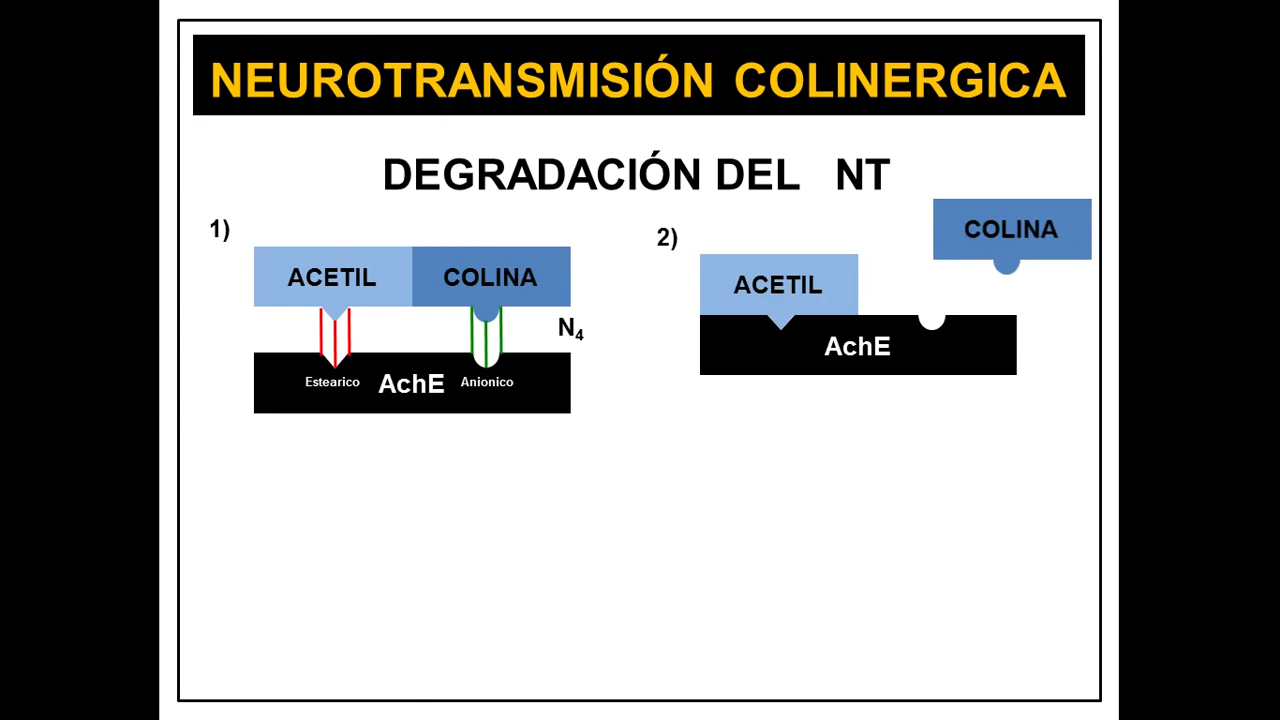 NEUROTRANSMISIÓN COLINERGICA
DEGRADACIÓN DEL NT
1)
ACETIL COLINA
N4
Estearico AchE Anionico
2)
COLINA
ACETIL
AchE